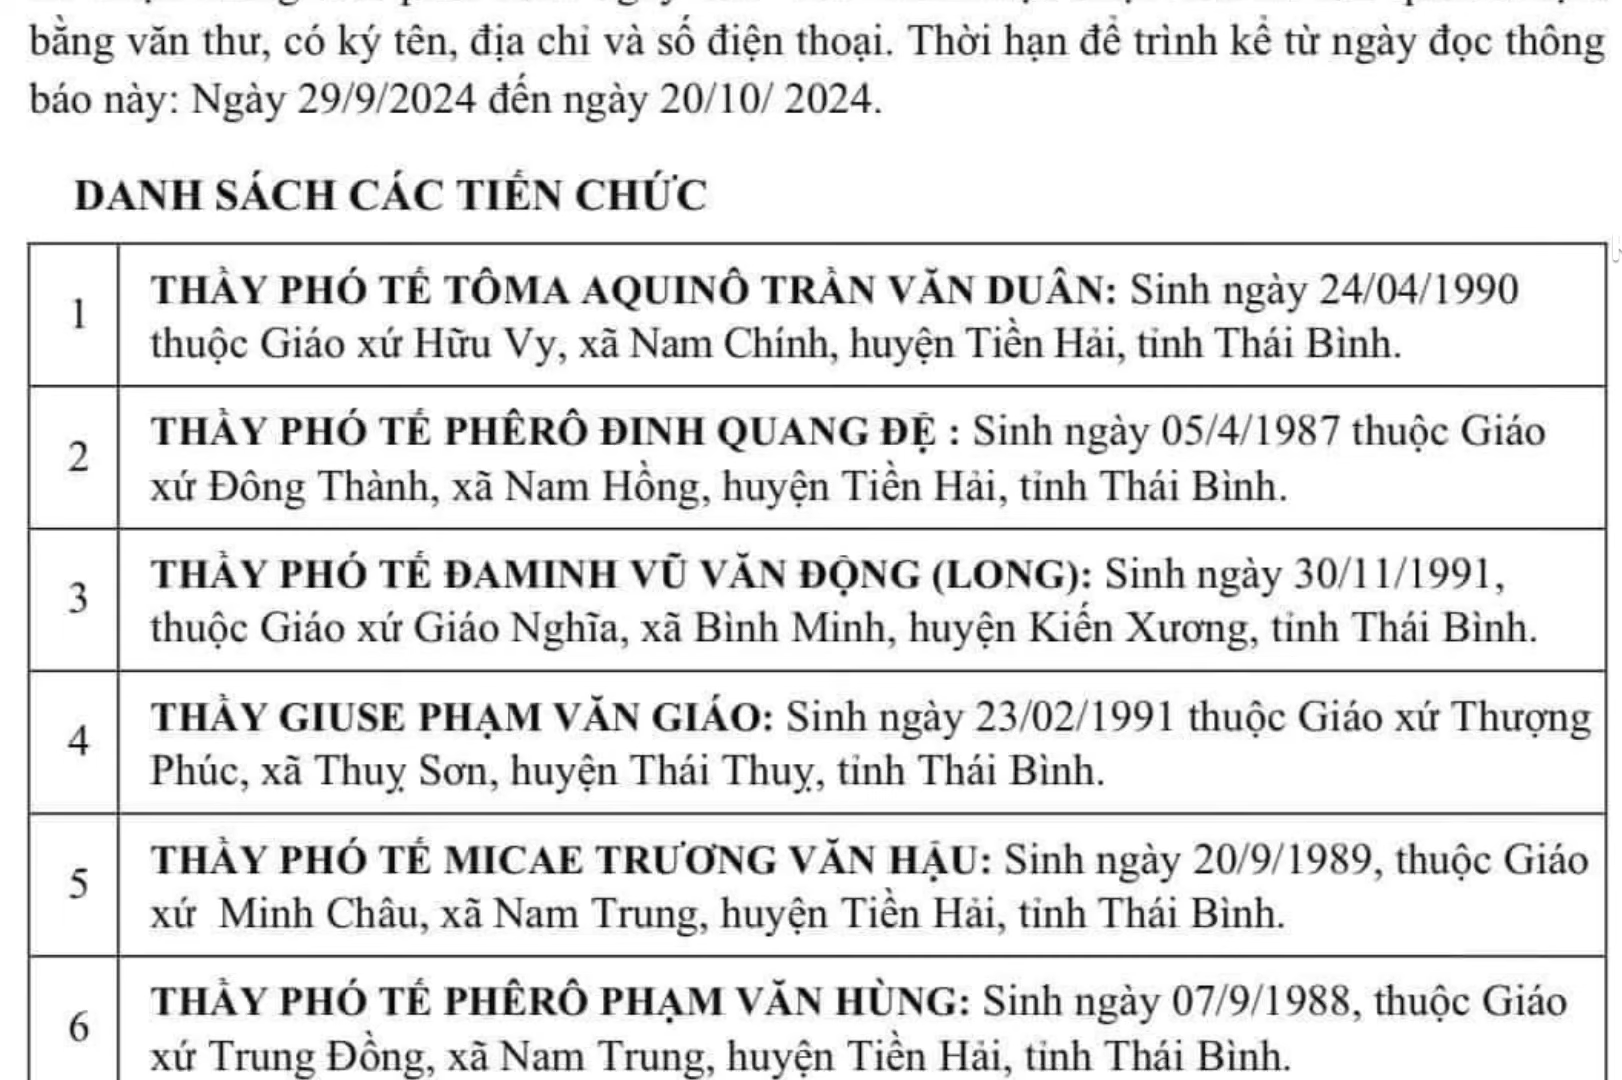 bằng văn thư, có ký tên, địa chỉ và số điện thoại. Thời hạn để trình kể từ ngày đọc thông
báo này: Ngày 29/9/2024 đến ngày 20/10/ 2024.
DANH SÁCH CÁC TIẾN CHỨC
1
THẦY PHÓ TẾ TÔMA AQUINÔ TRẦN VĂN DUÂN: Sinh ngày 24/04/1990
thuộc Giáo xứ Hữu Vy, xã Nam Chính, huyện Tiền Hải, tỉnh Thái Bình.
2
THẦY PHÓ TẾ PHÊRÔ ĐINH QUANG ĐỆ : Sinh ngày 05/4/1987 thuộc Giáo
xứ Đông Thành, xã Nam Hồng, huyện Tiền Hải, tỉnh Thái Bình.
3
THẦY PHÓ TẾ ĐAMINH VŨ VĂN ĐỘNG (LONG): Sinh ngày 30/11/1991,
thuộc Giáo xứ Giáo Nghĩa, xã Bình Minh, huyện Kiến Xương, tỉnh Thái Bình.
4
THẦY GIUSE PHẠM VĂN GIÁO: Sinh ngày 23/02/1991 thuộc Giáo xứ Thượng
Phúc, xã Thuỵ Sơn, huyện Thái Thuỵ, tỉnh Thái Bình.
5
THẦY PHÓ TẾ MICAE TRƯƠNG VĂN HẬU: Sinh ngày 20/9/1989, thuộc Giáo
xứ  Minh Châu, xã Nam Trung, huyện Tiền Hải, tỉnh Thái Bình.
6
THẦY PHÓ TẾ PHÊRÔ PHẠM VĂN HÙNG: Sinh ngày 07/9/1988, thuộc Giáo
xứ Trung Đồng, xã Nam Trung, huyện Tiền Hải, tỉnh Thái Bình.